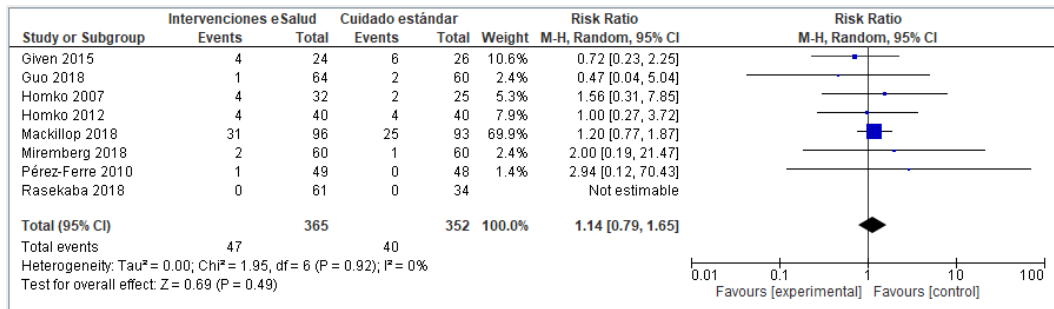 Intervenciones eSalud Cuidado estándar Risk Ratio Risk Ratio
Study or Subgroup Events Total Events Total Weight M-H, Random, 95% CI M-H, Random, 95% CI
Given 2015 4 24 6 26 10.6% 0.72 [0.23, 2.25]
Guo 2018 1 64 2 60 2.4% 0.47 [0.04, 5.04]
Homko 2007 4 32 2 25 5.3% 1.56 [0.31, 7.85]
Homko 2012 4 40 4 40 7.9% 1.00 [0.27, 3.72]
Mackillop 2018 31 96 25 93 69.9% 1.20 [0.77, 1.87]
Miremberg 2018 2 60 1 60 2.4% 2.00 [0.19, 21.47]
Pérez-Ferre 2010 1 49 0 48 1.4% 2.94 [0.12, 70.43]
Rasekaba 2018 0 61 0 34 Not estimable
Total (95% CI) 365 352 100.0% 1.14 [0.79, 1.65]
Total events 47 40
Heterogeneity: Tau² = 0.00; Chi² = 1.95, df = 6 (P = 0.92); I² = 0%
Test for overall effect: Z = 0.69 (P = 0.49)
0.01 0.1 1 10 100
Favours [experimental] Favours [control]